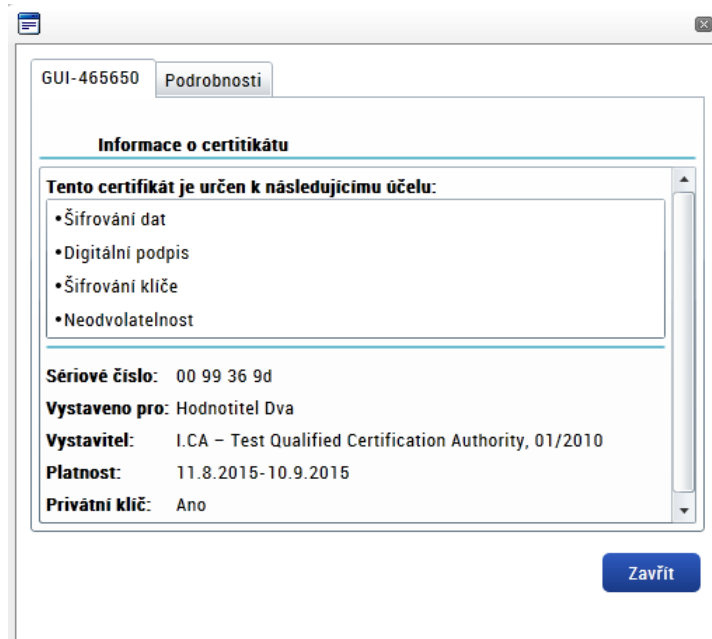 GUI-465650 Podrobnosti
Informace o certitikátu
Tento certifikát je určen k následujícímu účelu:
•Šifrování dat
•Digitální podpis
•Šifrování klíče
•Neodvolatelnost
Sériové číslo: 00 99 36 9d
Vystaveno pro: Hodnotitel Dva
Vystavitel: I.CA – Test Qualified Certification Authority, 01/2010
Platnost: 11.8.2015-10.9.2015
Privátní klíč: Ano
Zavřít